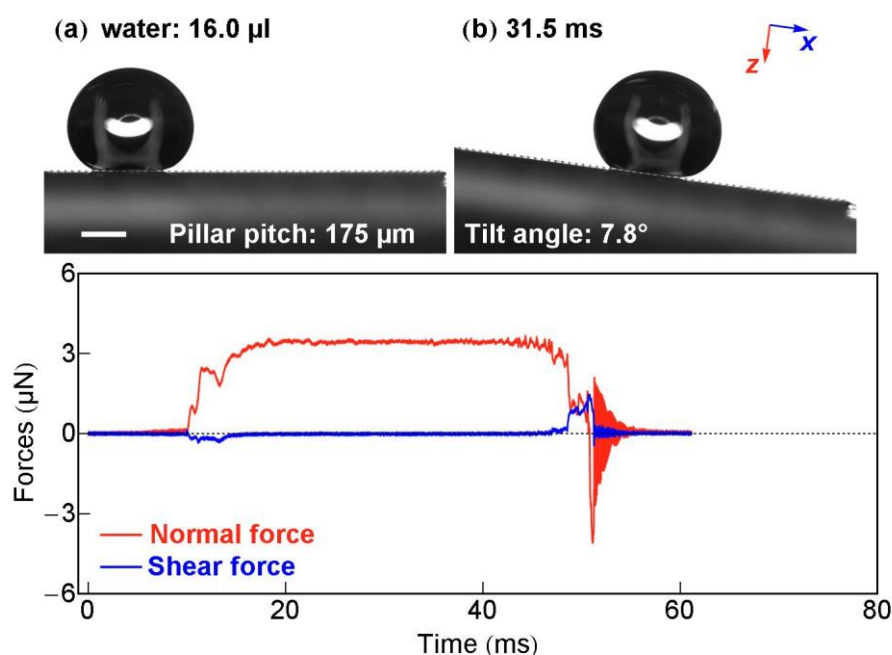 (a) water: 16.0 µl
(b) 31.5 ms
x
z
Pillar pitch: 175 µm
Tilt angle: 7.8°
6
3
0
−3
−6
Forces (µN)
Normal force
Shear force
0
20
40
60
80
Time (ms)